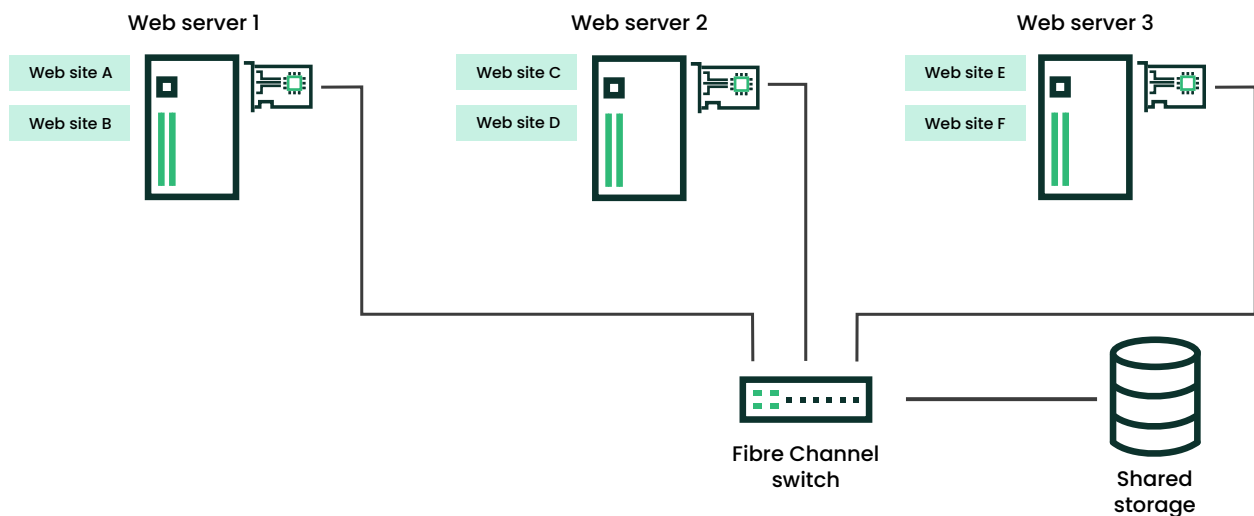 Web server 1
Web server 2
Web server 3
Web site A
Web site B
Web site C
Web site D
Web site E
Web site F
Fibre Channel
switch
Shared
storage